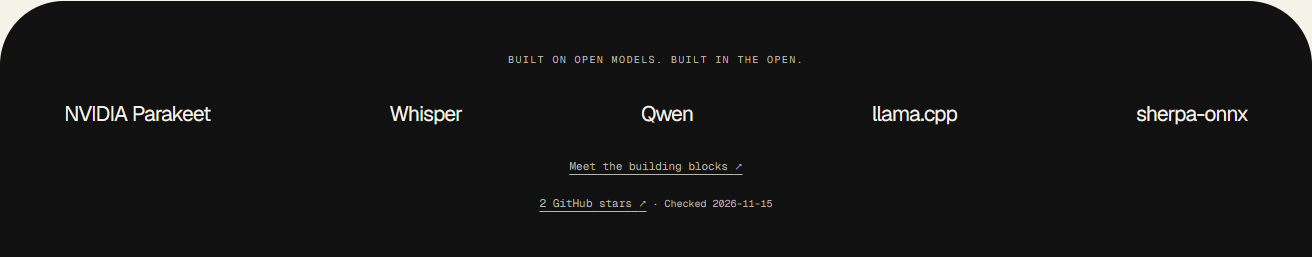 BUILT ON OPEN MODELS. BUILT IN THE OPEN.
NVIDIA Parakeet Whisper Qwen llama.cpp sherpa-onnx
Meet the building blocks ↗
2 GitHub stars ↗ · Checked 2026-11-15